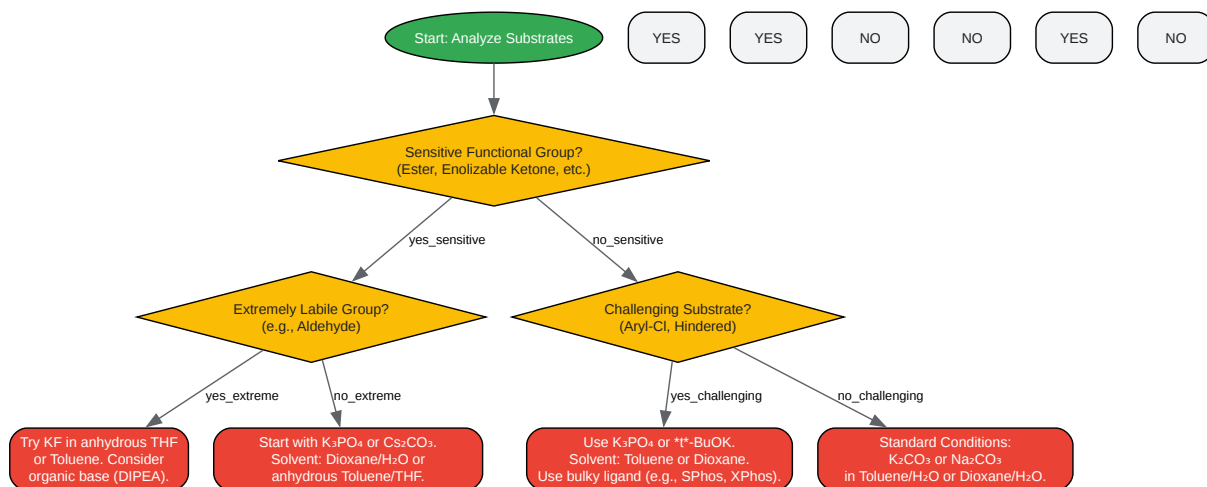 Start: Analyze Substrates
YES
YES
NO
NO
YES
NO
Sensitive Functional Group?
(Ester, Enolizable Ketone, etc.)
yes_sensitive
no_sensitive
Extremely Labile Group?
(e.g., Aldehyde)
Challenging Substrate?
(Aryl-Cl, Hindered)
yes_extreme
no_extreme
yes_challenging
no_challenging
Try KF in anhydrous THF
or Toluene. Consider
organic base (DIPEA).
Start with K₃PO₄ or Cs₂CO₃.
Solvent: Dioxane/H₂O or
anhydrous Toluene/THF.
Use K₃PO₄ or *t*-BuOK.
Solvent: Toluene or Dioxane.
Use bulky ligand (e.g., SPhos, XPhos).
Standard Conditions:
K₂CO₃ or Na₂CO₃
in Toluene/H₂O or Dioxane/H₂O.